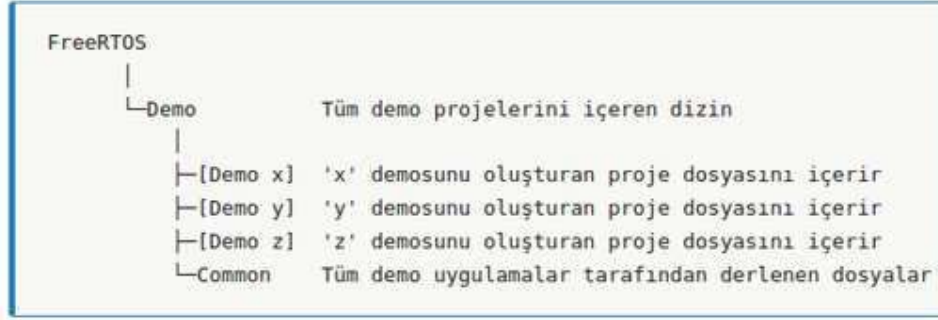 FreeRTOS
│
└─Demo Tüm demo projelerini içeren dizin
│
├─[Demo x] 'x' demosunu oluşturan proje dosyasını içerir
├─[Demo y] 'y' demosunu oluşturan proje dosyasını içerir
├─[Demo z] 'z' demosunu oluşturan proje dosyasını içerir
└─Common Tüm demo uygulamalar tarafından derlenen dosyalar